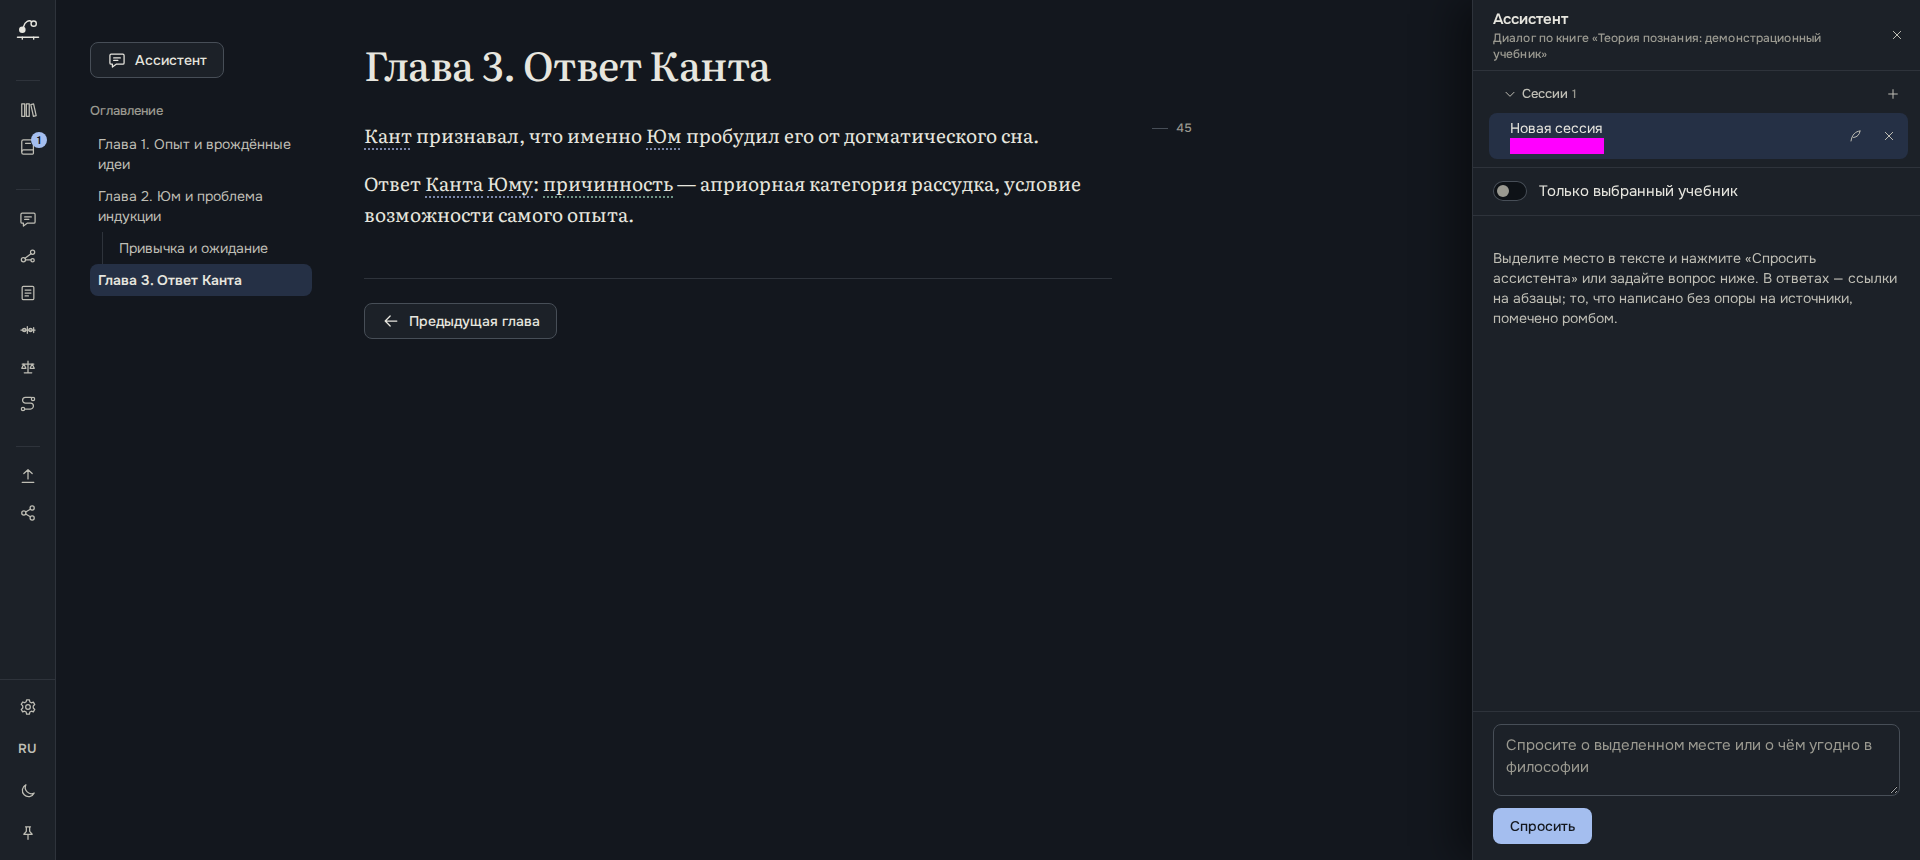 Ассистент
Оглавление
Глава 1. Опыт и врождённые
идеи
Глава 2. Юм и проблема
индукции
Привычка и ожидание
Глава 3. Ответ Канта
1
RU
Глава 3. Ответ Канта
Кант признавал, что именно Юм пробудил его от догматического сна.
45
Ответ Канта Юму: причинность — априорная категория рассудка, условие
возможности самого опыта.
Предыдущая глава
Ассистент
Диалог по книге «Теория познания: демонстрационный
учебник»
Сессии 1
Новая сессия
Только выбранный учебник
Выделите место в тексте и нажмите «Спросить
ассистента» или задайте вопрос ниже. В ответах — ссылки
на абзацы; то, что написано без опоры на источники,
помечено ромбом.
Спросите о выделенном месте или о чём угодно в
философии
Спросить